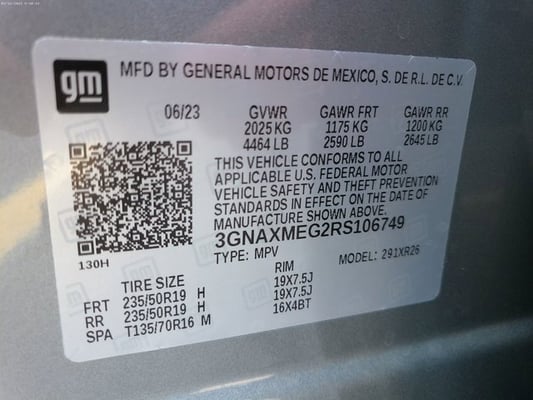 gm
MFD BY GENERAL MOTORS DE MEXICO, S. DE R.L. DE C.V.
06/23 GVWR GAWR FRT GAWR RR
2025 KG 1175 KG 1200 KG
4464 LB 2590 LB 2645 LB
THIS VEHICLE CONFORMS TO ALL
APPLICABLE U.S. FEDERAL MOTOR
VEHICLE SAFETY AND THEFT PREVENTION
STANDARDS IN EFFECT ON THE DATE OF
MANUFACTURE SHOWN ABOVE.
3GNAXMEG2RS106749
130H TYPE: MPV MODEL: 291XR26
TIRE SIZE RIM
FRT 235/50R19 H 19X7.5J
RR 235/50R19 H 19X7.5J
SPA T135/70R16 M 16X4BT